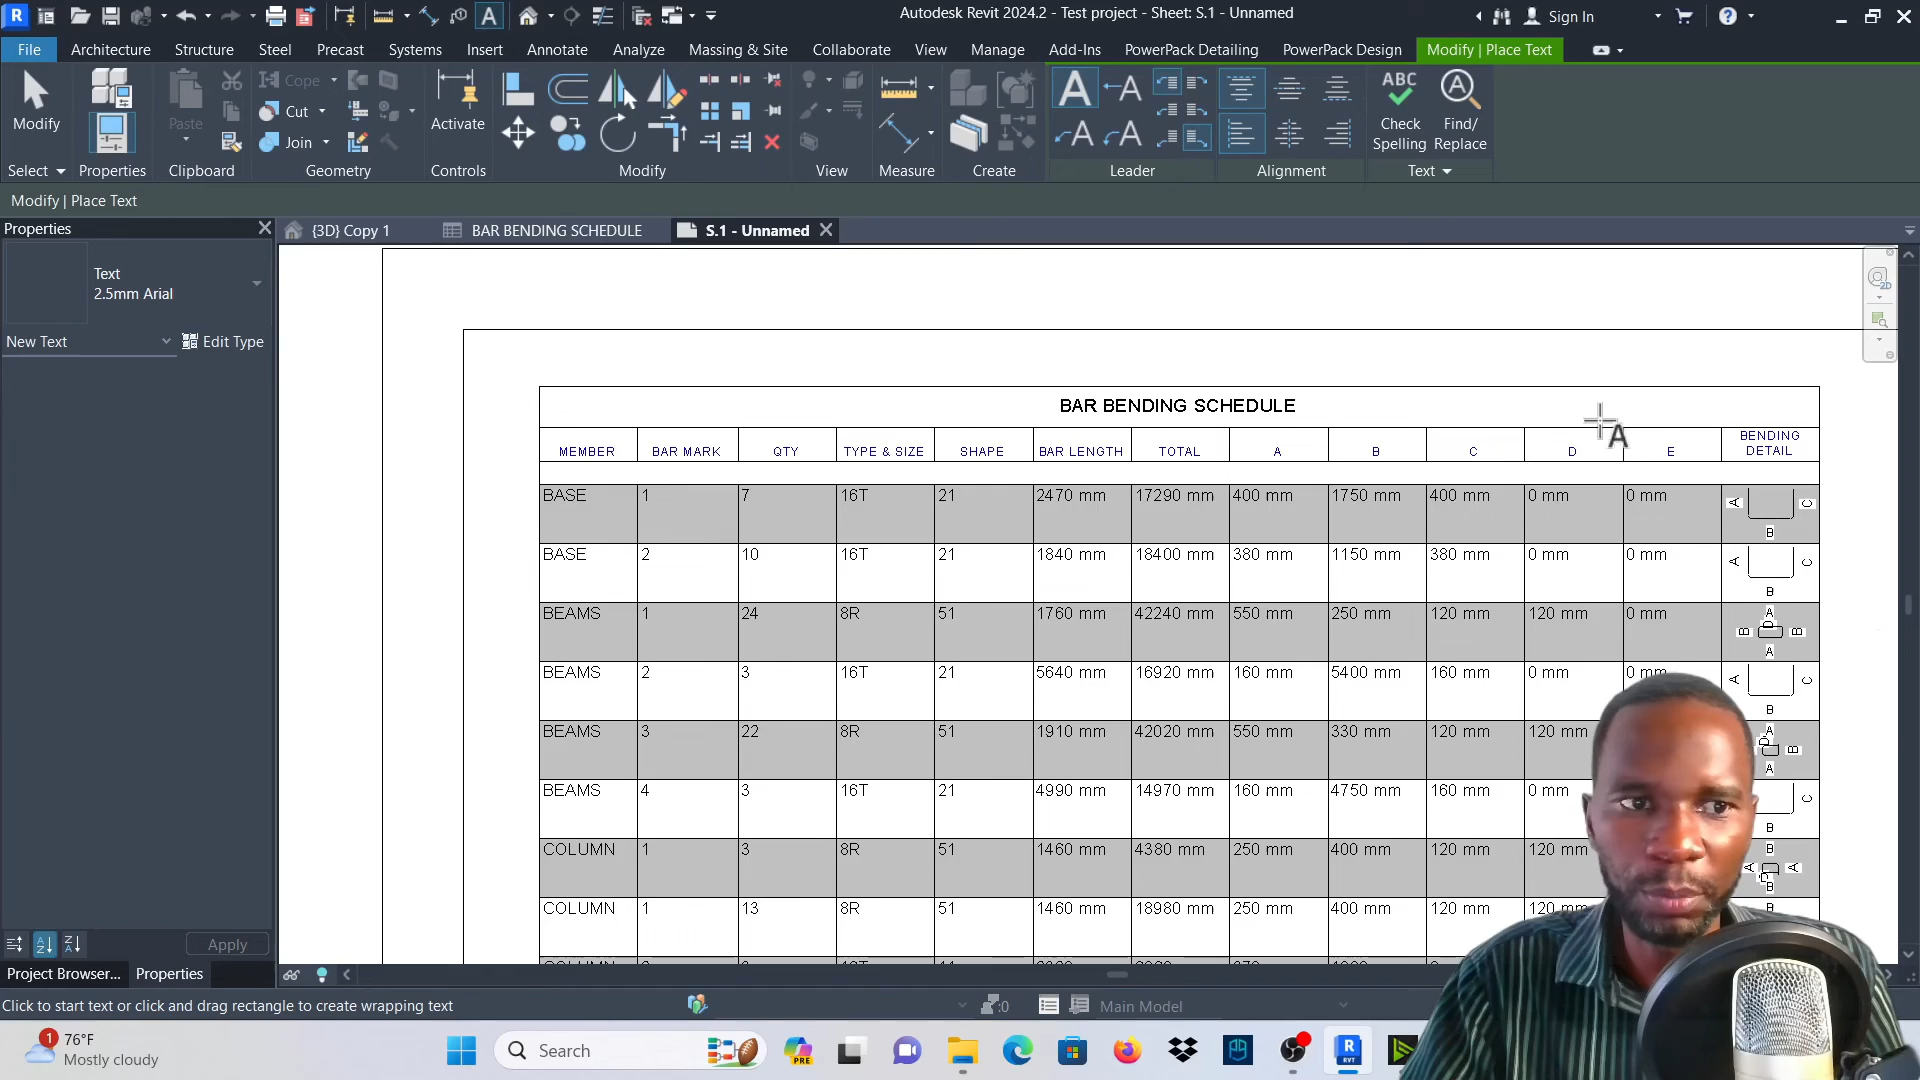 Autodesk Revit 2024.2 - Test project - Sheet: S.1 - Unnamed
Sign In
File Architecture Structure Steel Precast Systems Insert Annotate Analyze Massing & Site Collaborate View Manage Add-Ins PowerPack Detailing PowerPack Design Modify | Place Text
Modify
Paste
Cope
Cut
Join
Activate
Check Spelling
Find/ Replace
Select Properties Clipboard Geometry Controls Modify View Measure Create Leader Alignment Text
Modify | Place Text
Properties
{3D} Copy 1 BAR BENDING SCHEDULE S.1 - Unnamed
Text
2.5mm Arial
New Text Edit Type
BAR BENDING SCHEDULE
MEMBER BAR MARK QTY TYPE & SIZE SHAPE BAR LENGTH TOTAL A B C D E BENDING DETAIL
BASE 1 7 16T 21 2470 mm 17290 mm 400 mm 1750 mm 400 mm 0 mm 0 mm A C B
BASE 2 10 16T 21 1840 mm 18400 mm 380 mm 1150 mm 380 mm 0 mm 0 mm A C B
BEAMS 1 24 8R 51 1760 mm 42240 mm 550 mm 250 mm 120 mm 120 mm 0 mm A D B B A
BEAMS 2 3 16T 21 5640 mm 16920 mm 160 mm 5400 mm 160 mm 0 mm 0 mm A C B
BEAMS 3 22 8R 51 1910 mm 42020 mm 550 mm 330 mm 120 mm 120 mm A D B A
BEAMS 4 3 16T 21 4990 mm 14970 mm 160 mm 4750 mm 160 mm 0 mm C B
COLUMN 1 3 8R 51 1460 mm 4380 mm 250 mm 400 mm 120 mm 120 mm B A A B
COLUMN 1 13 8R 51 1460 mm 18980 mm 250 mm 400 mm 120 mm 120 mm B
Apply
Project Browser... Properties
Click to start text or click and drag rectangle to create wrapping text
:0
Main Model
1
76°F
Mostly cloudy
Search
PRE
R
RVT